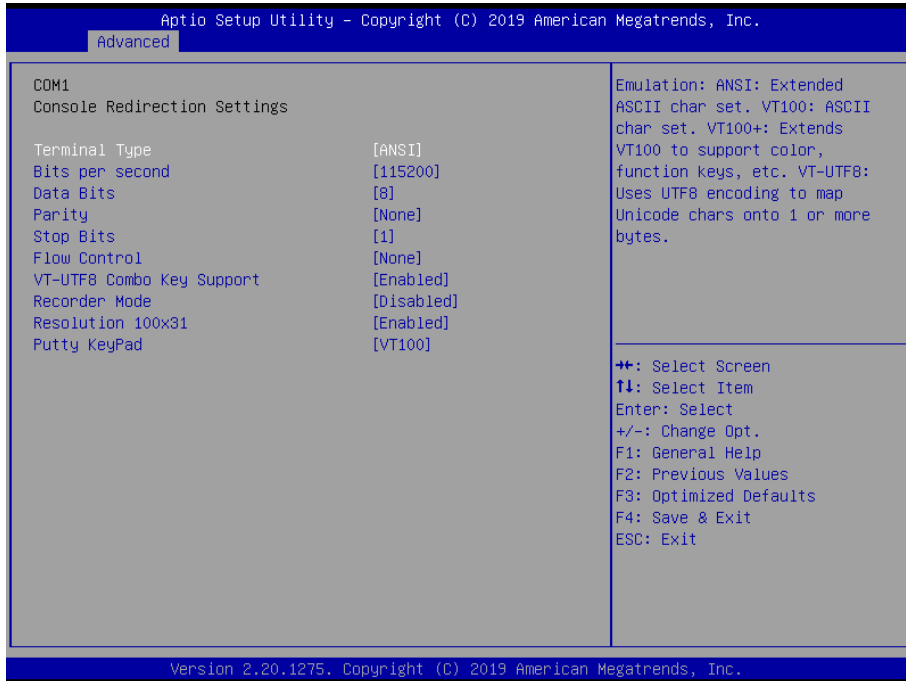 Aptio Setup Utility – Copyright (C) 2019 American Megatrends, Inc.
Advanced
COM1
Console Redirection Settings
Terminal Type [ANSI]
Bits per second [115200]
Data Bits [8]
Parity [None]
Stop Bits [1]
Flow Control [None]
VT-UTF8 Combo Key Support [Enabled]
Recorder Mode [Disabled]
Resolution 100x31 [Enabled]
Putty KeyPad [VT100]
Emulation: ANSI: Extended
ASCII char set. VT100: ASCII
char set. VT100+: Extends
VT100 to support color,
function keys, etc. VT-UTF8:
Uses UTF8 encoding to map
Unicode chars onto 1 or more
bytes.
→←: Select Screen
↑↓: Select Item
Enter: Select
+/-: Change Opt.
F1: General Help
F2: Previous Values
F3: Optimized Defaults
F4: Save & Exit
ESC: Exit
Version 2.20.1275. Copyright (C) 2019 American Megatrends, Inc.